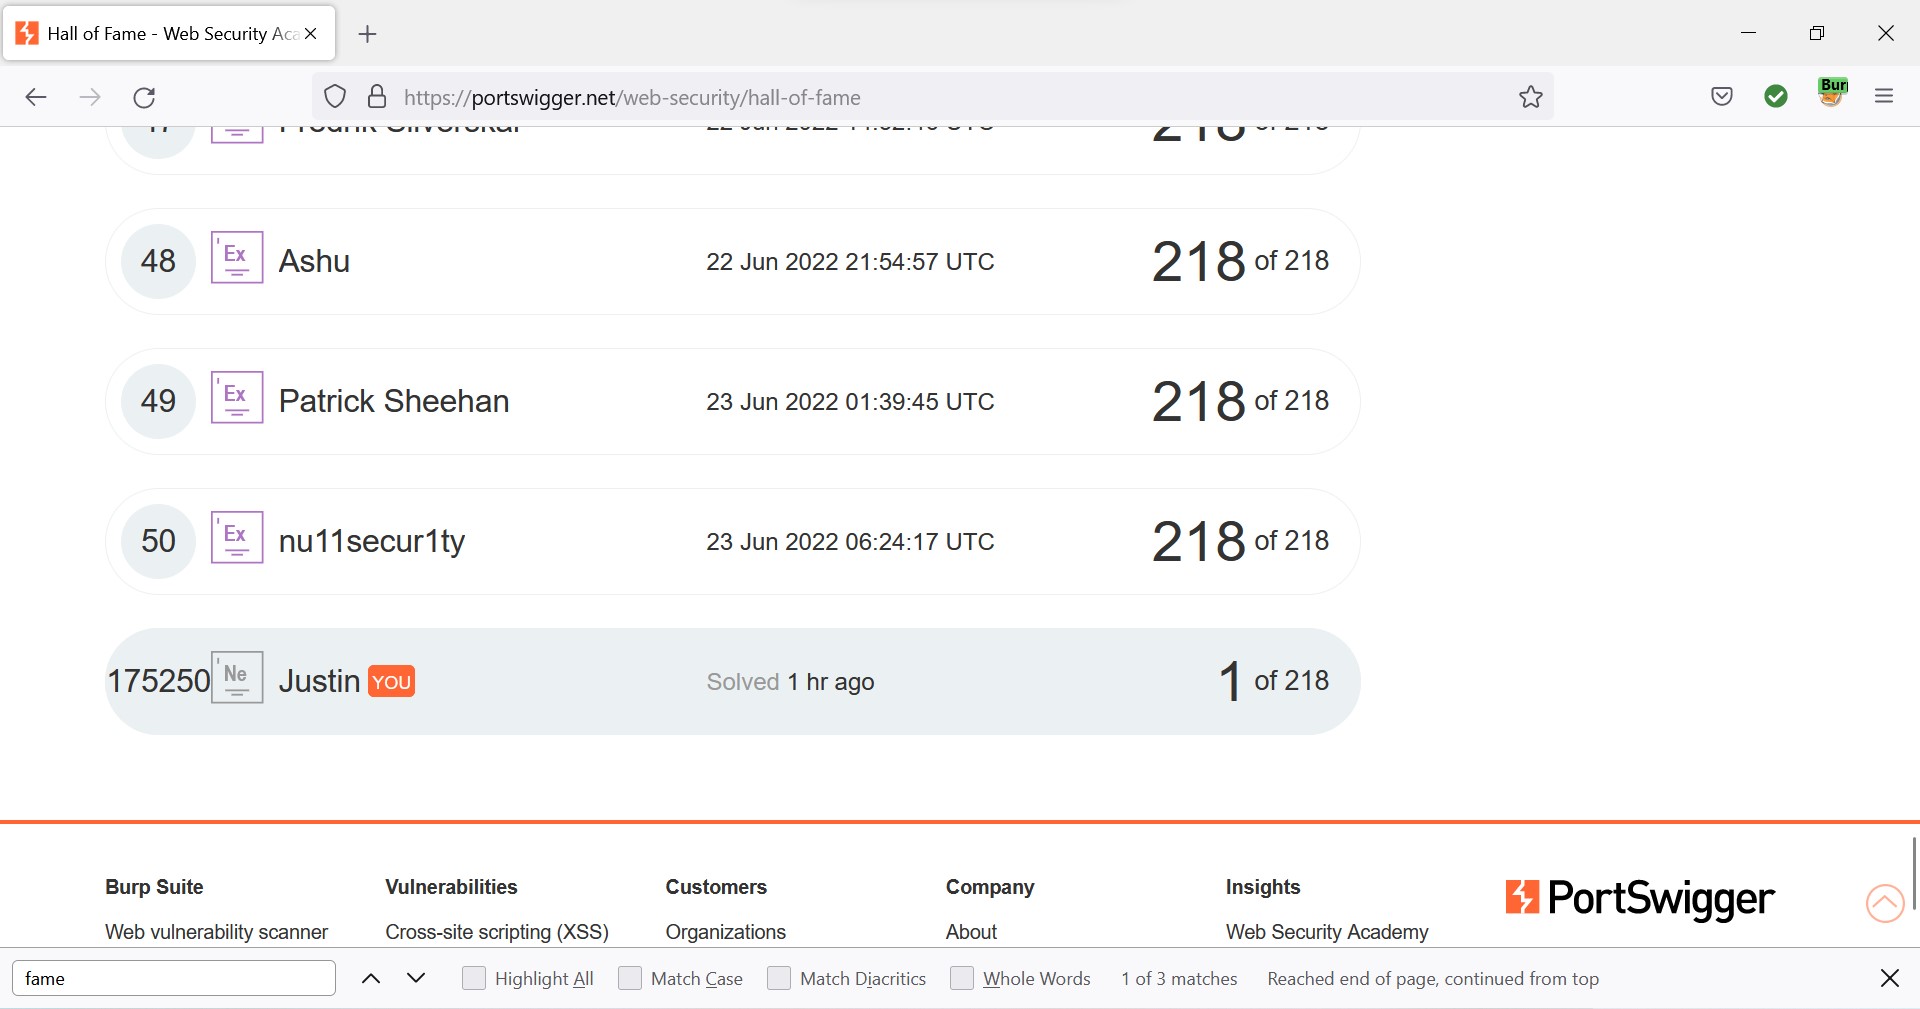 Hall of Fame - Web Security Aca
https://portswigger.net/web-security/hall-of-fame
Bur
48 Ex Ashu 22 Jun 2022 21:54:57 UTC 218 of 218
49 Ex Patrick Sheehan 23 Jun 2022 01:39:45 UTC 218 of 218
50 Ex nu11secur1ty 23 Jun 2022 06:24:17 UTC 218 of 218
175250 Ne Justin YOU Solved 1 hr ago 1 of 218
Burp Suite Vulnerabilities Customers Company Insights PortSwigger
Web vulnerability scanner Cross-site scripting (XSS) Organizations About Web Security Academy
fame Highlight All Match Case Match Diacritics Whole Words 1 of 3 matches Reached end of page, continued from top